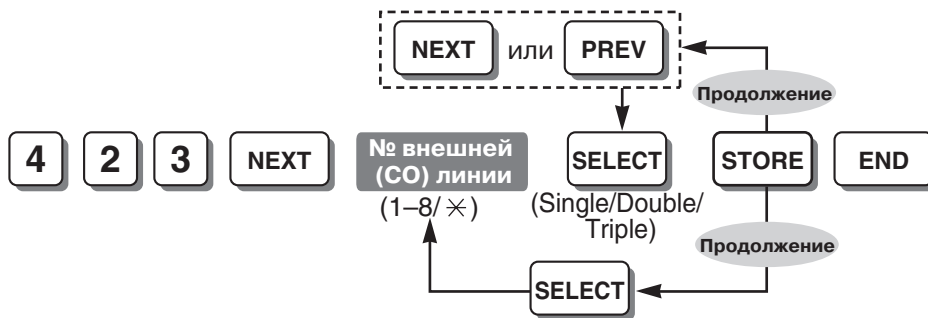 NEXT или PREV
Продолжение
4 2 3 NEXT № внешней (СО) линии SELECT STORE END
(1–8/ ✳)
(Single/Double/
Triple)
Продолжение
SELECT